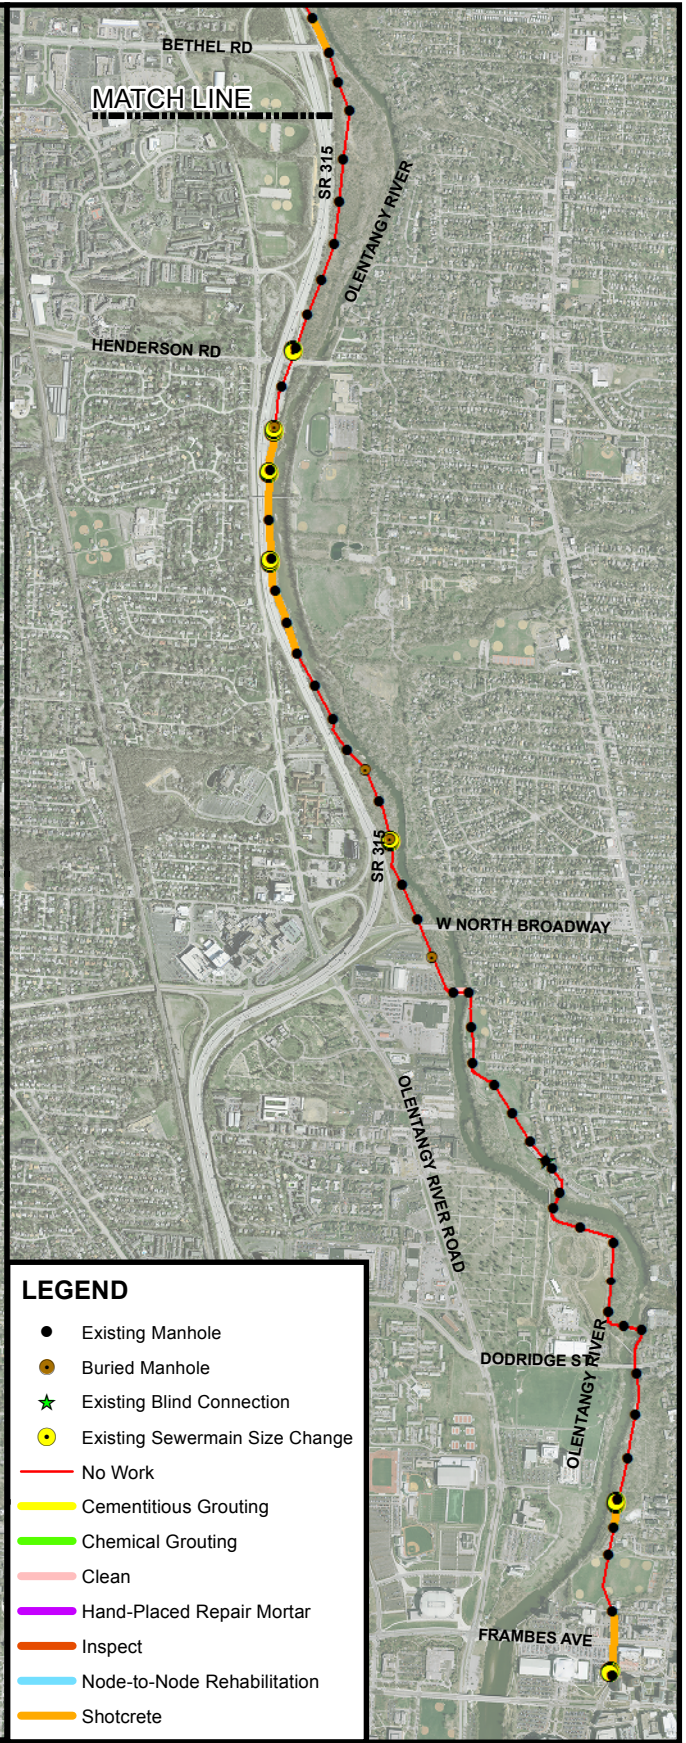 BETHEL RD
MATCH LINE
SR 315
OLENTANGY RIVER
HENDERSON RD
SR 315
W NORTH BROADWAY
OLENTANGY RIVER ROAD
DODRIDGE ST
OLENTANGY RIVER
FRAMBES AVE
LEGEND
Existing Manhole
Buried Manhole
Existing Blind Connection
Existing Sewermain Size Change
No Work
Cementitious Grouting
Chemical Grouting
Clean
Hand-Placed Repair Mortar
Inspect
Node-to-Node Rehabilitation
Shotcrete